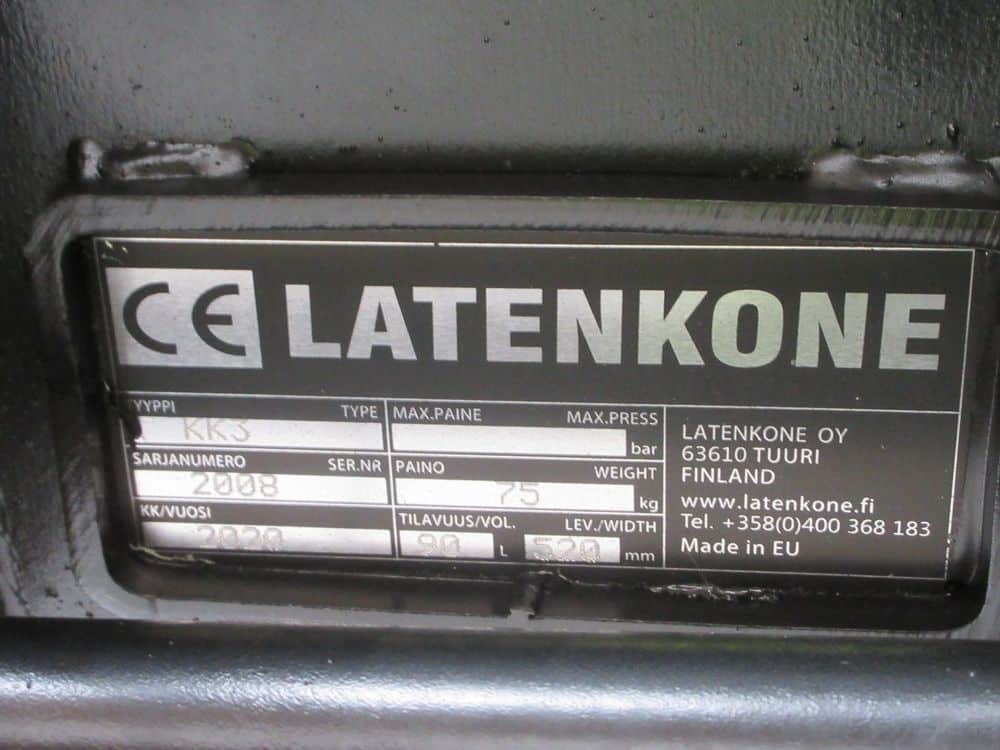 CE LATENKONE
TYYPPI TYPE
KK3
SARJANUMERO SER.NR
2008
KK/VUOSI
2020
MAX.PAINE MAX.PRESS
bar
PAINO WEIGHT
75 kg
TILAVUUS/VOL. LEV./WIDTH
90 L 520 mm
LATENKONE OY
63610 TUURI
FINLAND
www.latenkone.fi
Tel. +358(0)400 368 183
Made in EU